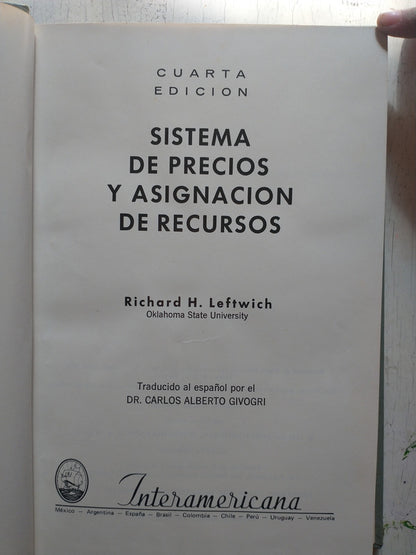 CUARTA
EDICION
SISTEMA
DE PRECIOS
Y ASIGNACION
DE RECURSOS
Richard H. Leftwich
Oklahoma State University
Traducido al español por el
DR. CARLOS ALBERTO GIVOGRI
Interamericana
México — Argentina — España — Brasil — Colombia — Chile — Perú — Uruguay — Venezuela